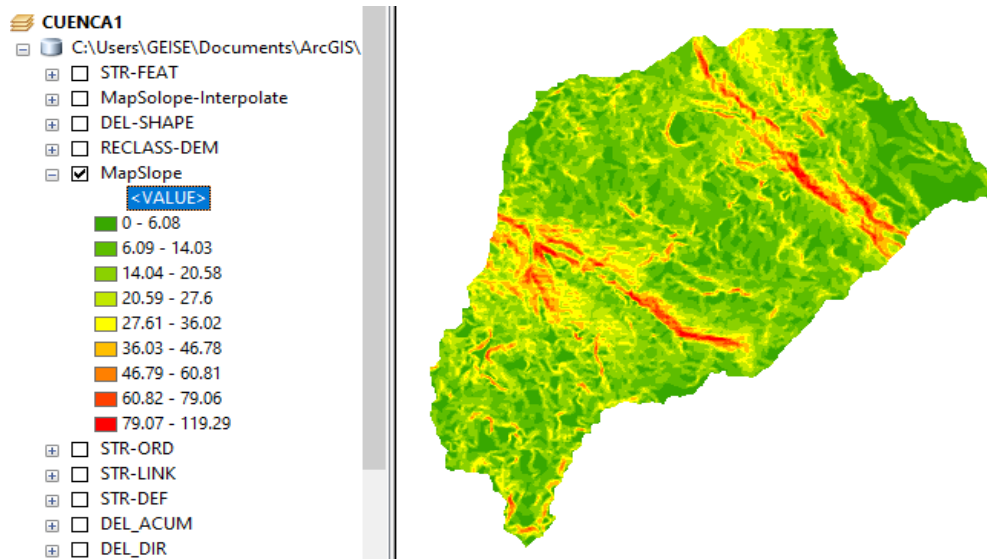 CUENCA1
C:\Users\GEISE\Documents\ArcGIS\
STR-FEAT
MapSolope-Interpolate
DEL-SHAPE
RECLASS-DEM
MapSlope
<VALUE>
0 - 6.08
6.09 - 14.03
14.04 - 20.58
20.59 - 27.6
27.61 - 36.02
36.03 - 46.78
46.79 - 60.81
60.82 - 79.06
79.07 - 119.29
STR-ORD
STR-LINK
STR-DEF
DEL_ACUM
DEL_DIR